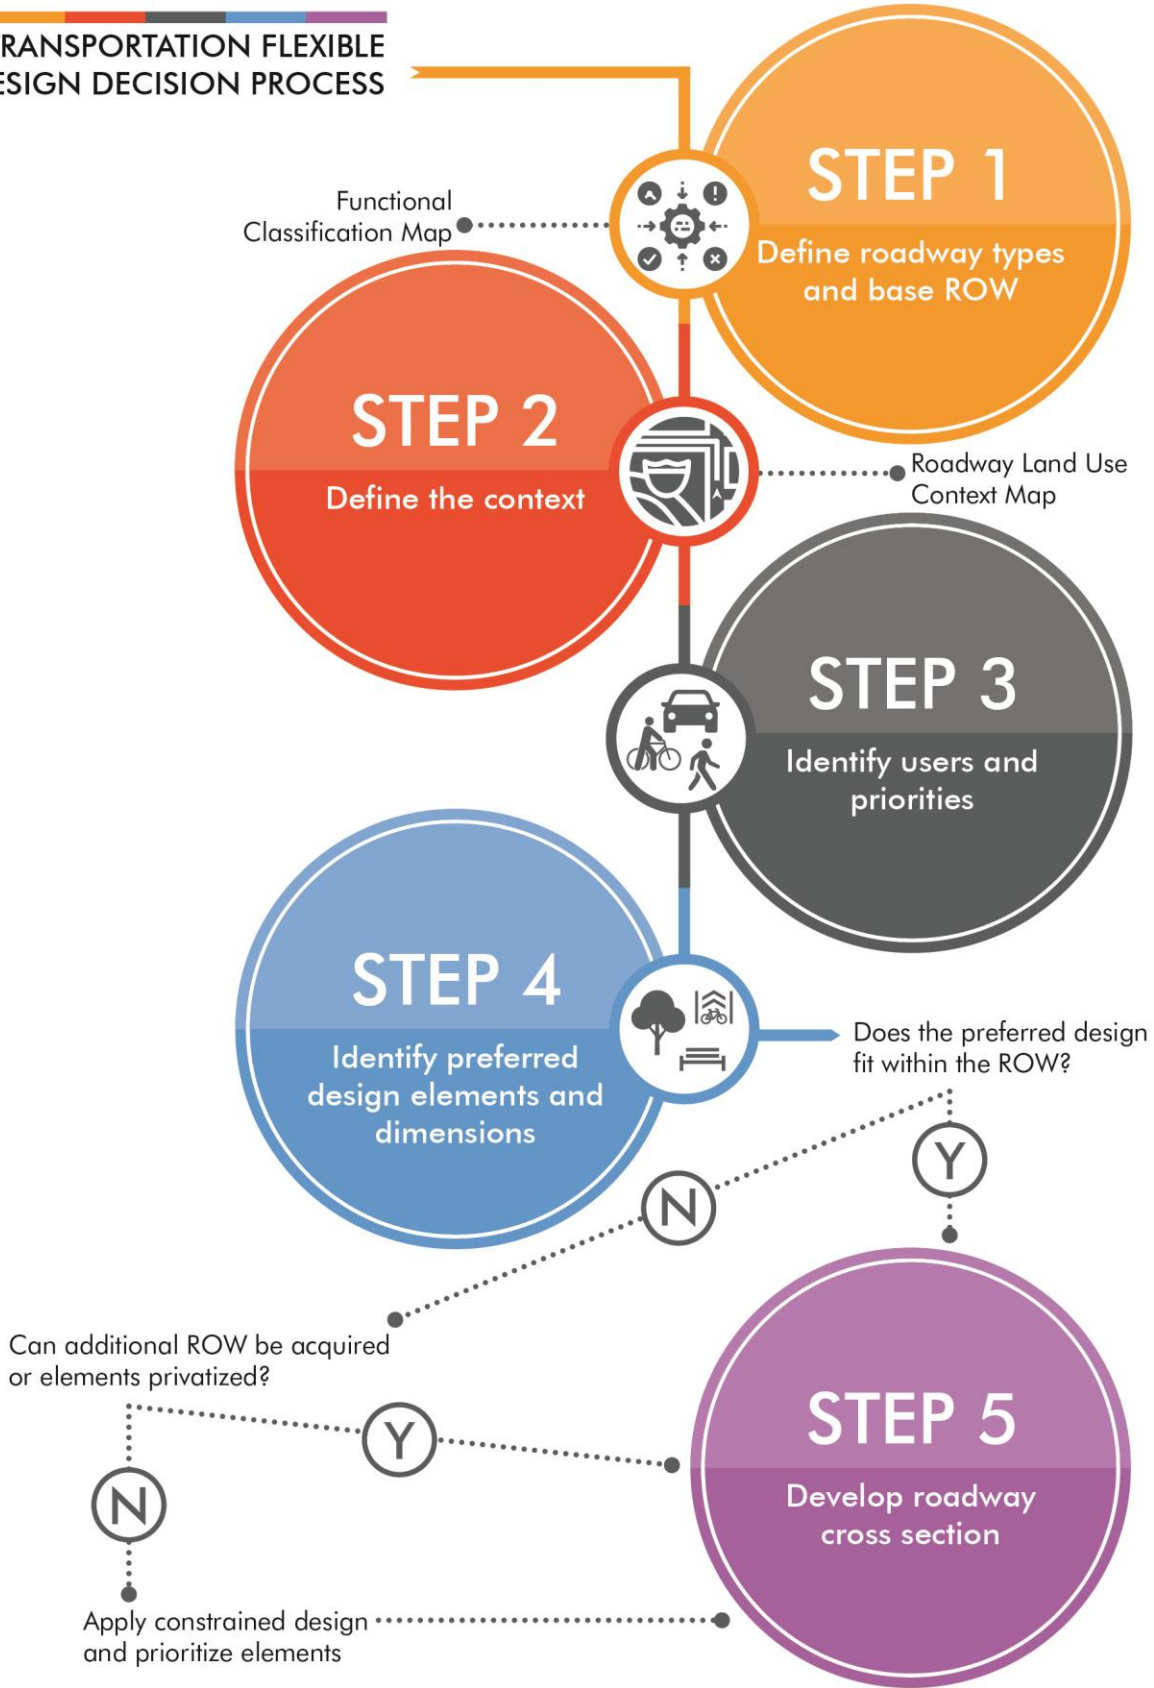 RANSPORTATION FLEXIBLE
ESIGN DECISION PROCESS
STEP 1
Define roadway types
and base ROW
Functional
Classification Map
STEP 2
Define the context
Roadway Land Use
Context Map
STEP 3
Identify users and
priorities
STEP 4
Identify preferred
design elements and
dimensions
Does the preferred design
fit within the ROW?
Y
N
Can additional ROW be acquired
or elements privatized?
Y
N
Apply constrained design
and prioritize elements
STEP 5
Develop roadway
cross section